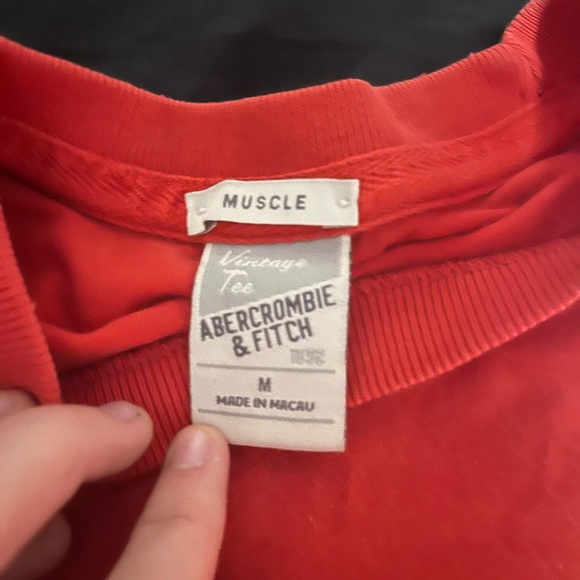 MUSCLE
Vintage
Tee
ABERCROMBIE
& FITCH
M
MADE IN MACAU